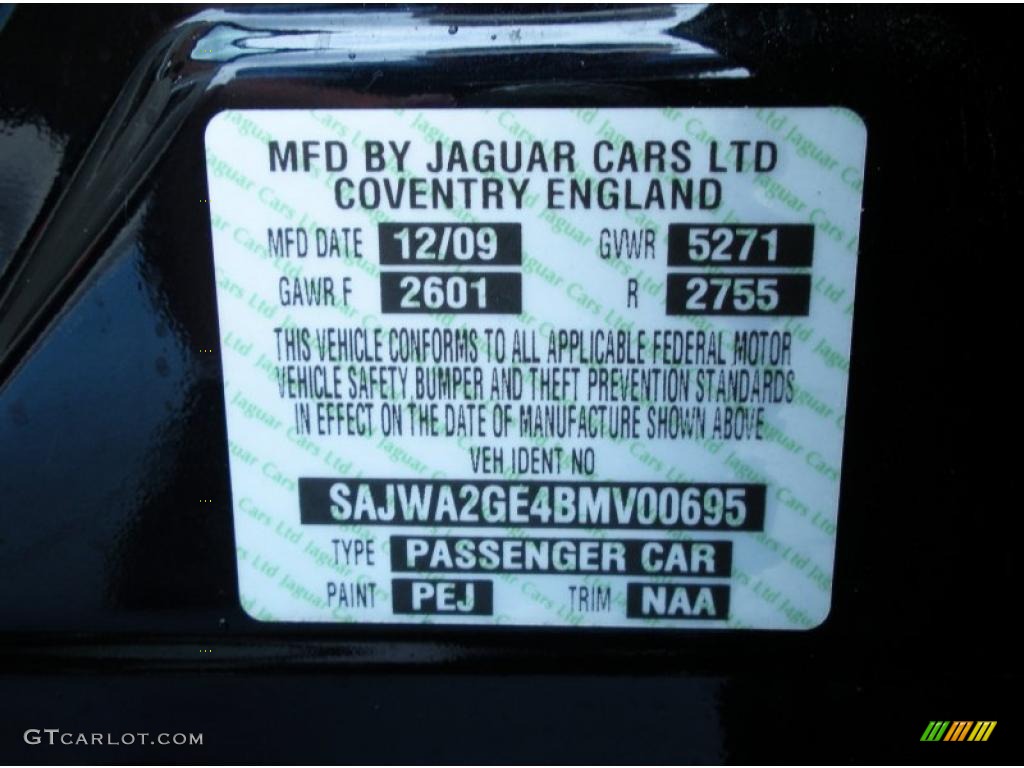 MFD BY JAGUAR CARS LTD
COVENTRY ENGLAND
MFD DATE 12/09 GVWR 5271
GAWR F 2601 R 2755
THIS VEHICLE CONFORMS TO ALL APPLICABLE FEDERAL MOTOR
VEHICLE SAFETY, BUMPER AND THEFT PREVENTION STANDARDS
IN EFFECT ON THE DATE OF MANUFACTURE SHOWN ABOVE
VEH IDENT NO
SAJWA2GE4BMV00695
TYPE PASSENGER CAR
PAINT PEJ TRIM NAA
GTCARLOT.COM